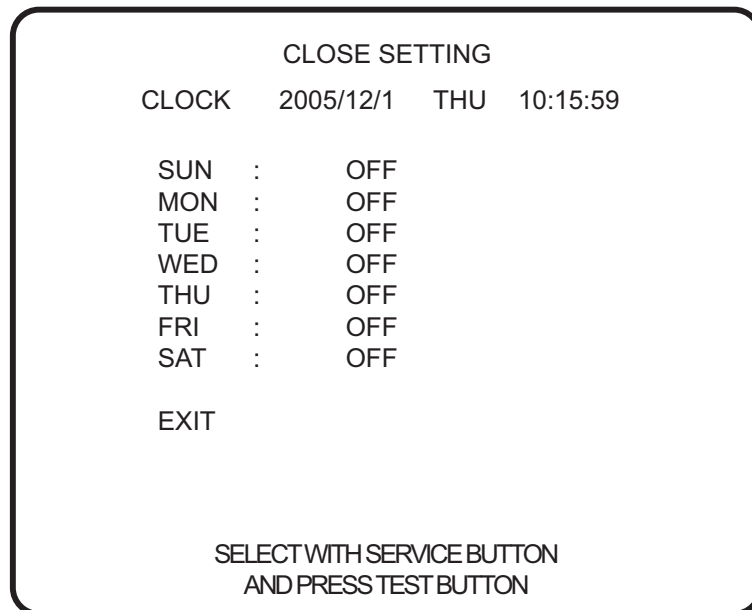 CLOSE SETTING
CLOCK 2005/12/1 THU 10:15:59
SUN : OFF
MON : OFF
TUE : OFF
WED : OFF
THU : OFF
FRI : OFF
SAT : OFF
EXIT
SELECT WITH SERVICE BUTTON
AND PRESS TEST BUTTON